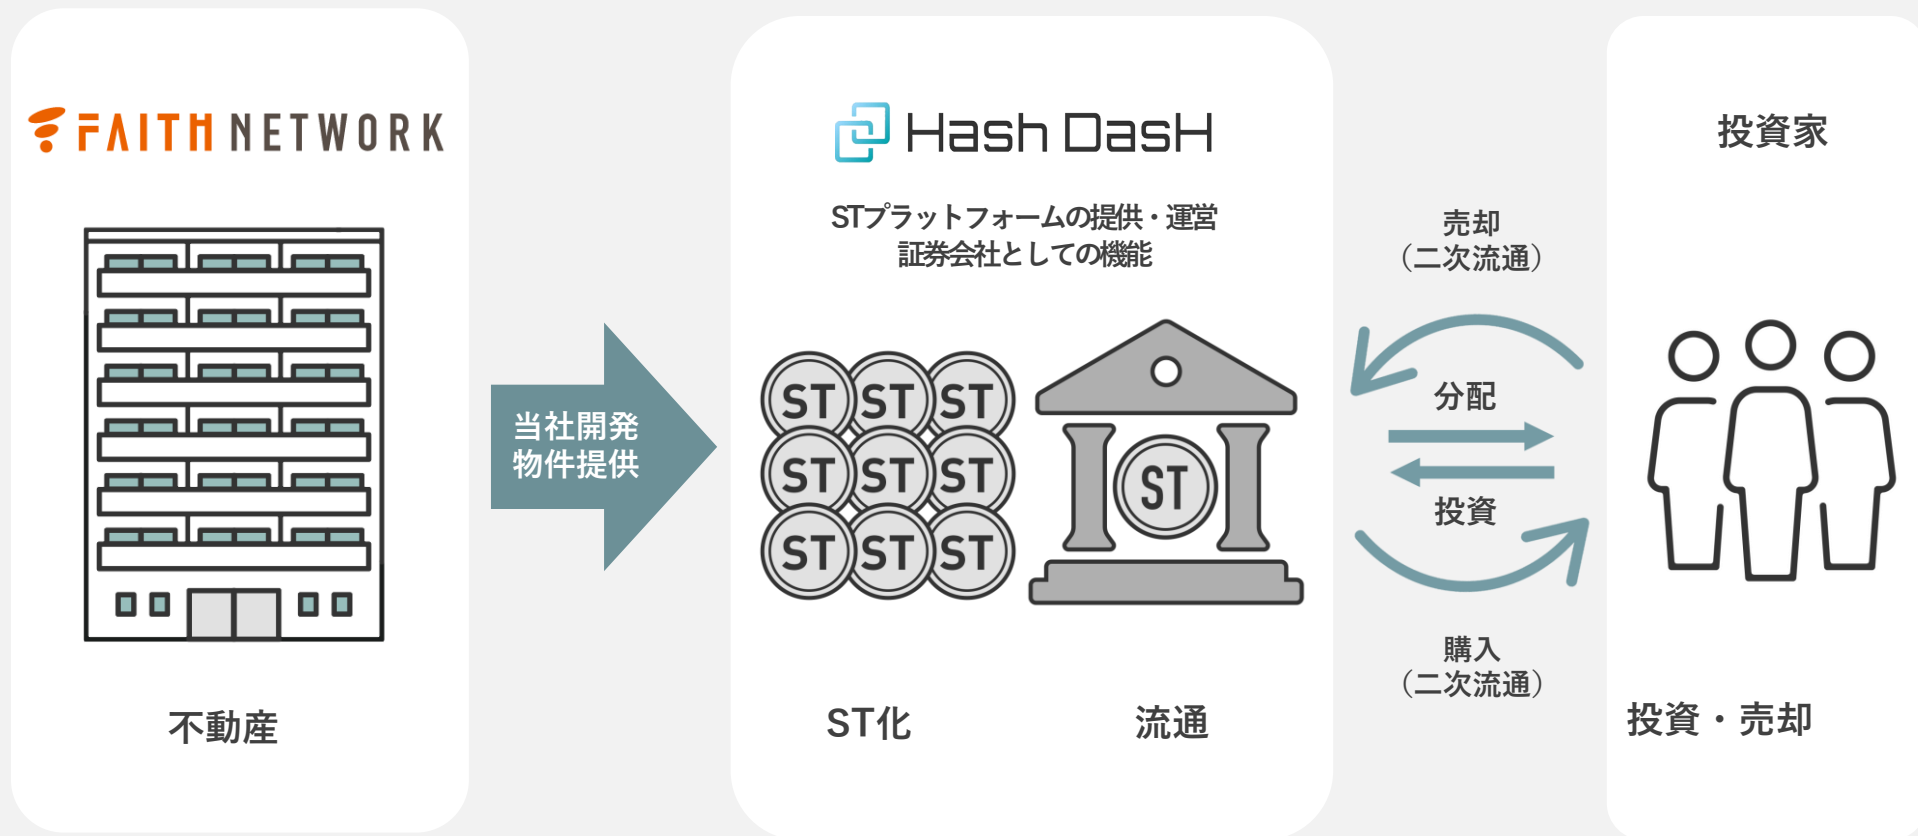 FAITH NETWORK
不動産
当社開発
物件提供
Hash DasH
STプラットフォームの提供・運営
証券会社としての機能
ST ST ST
ST ST ST
ST ST ST
ST
ST化
流通
売却
（二次流通）
分配
投資
購入
（二次流通）
投資家
投資・売却